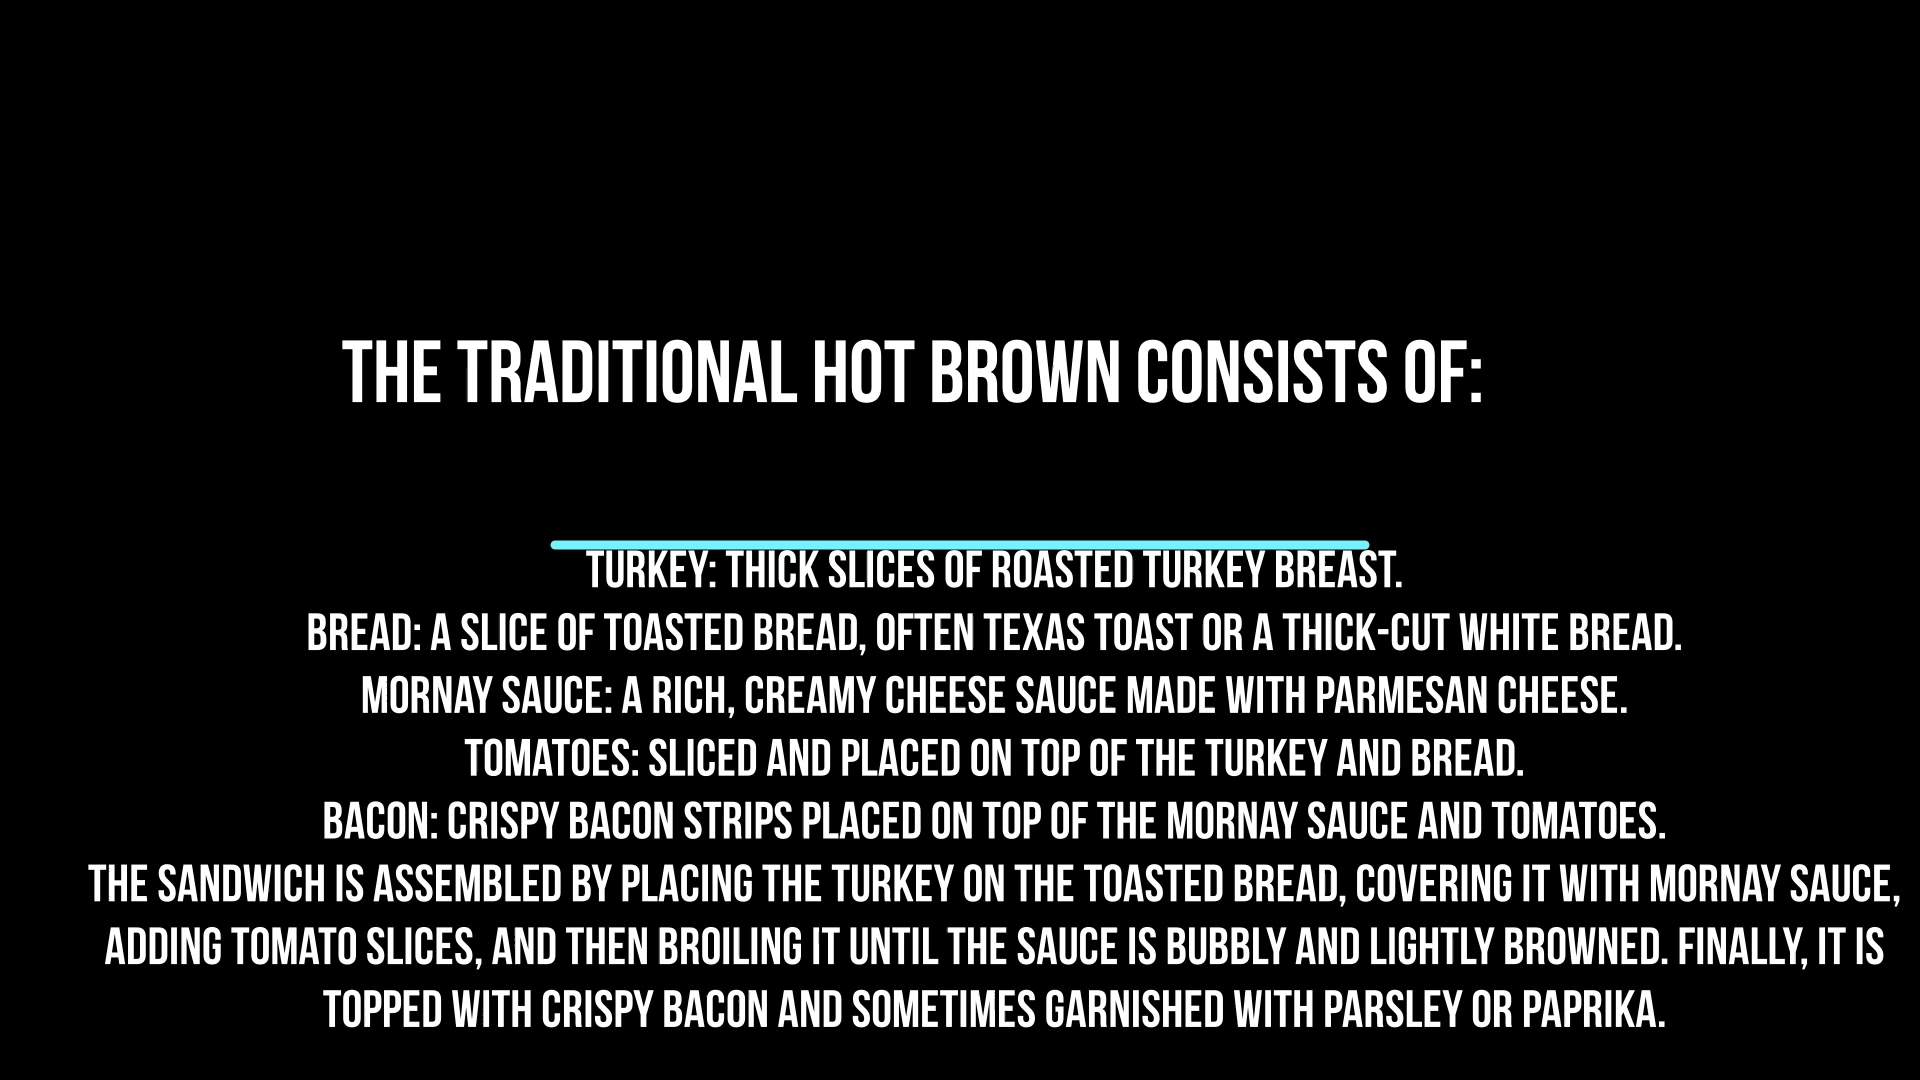 THE TRADITIONAL HOT BROWN CONSISTS OF:
TURKEY: THICK SLICES OF ROASTED TURKEY BREAST.
BREAD: A SLICE OF TOASTED BREAD, OFTEN TEXAS TOAST OR A THICK-CUT WHITE BREAD.
MORNAY SAUCE: A RICH, CREAMY CHEESE SAUCE MADE WITH PARMESAN CHEESE.
TOMATOES: SLICED AND PLACED ON TOP OF THE TURKEY AND BREAD.
BACON: CRISPY BACON STRIPS PLACED ON TOP OF THE MORNAY SAUCE AND TOMATOES.
THE SANDWICH IS ASSEMBLED BY PLACING THE TURKEY ON THE TOASTED BREAD, COVERING IT WITH MORNAY SAUCE,
ADDING TOMATO SLICES, AND THEN BROILING IT UNTIL THE SAUCE IS BUBBLY AND LIGHTLY BROWNED. FINALLY, IT IS
TOPPED WITH CRISPY BACON AND SOMETIMES GARNISHED WITH PARSLEY OR PAPRIKA.